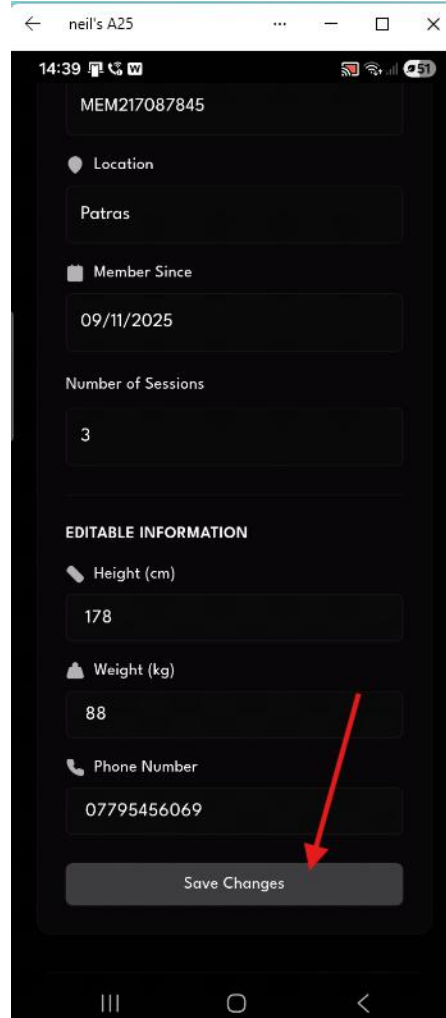 neil's A25
14:39
51
MEM217087845
Location
Patras
Member Since
09/11/2025
Number of Sessions
3
EDITABLE INFORMATION
Height (cm)
178
Weight (kg)
88
Phone Number
07795456069
Save Changes